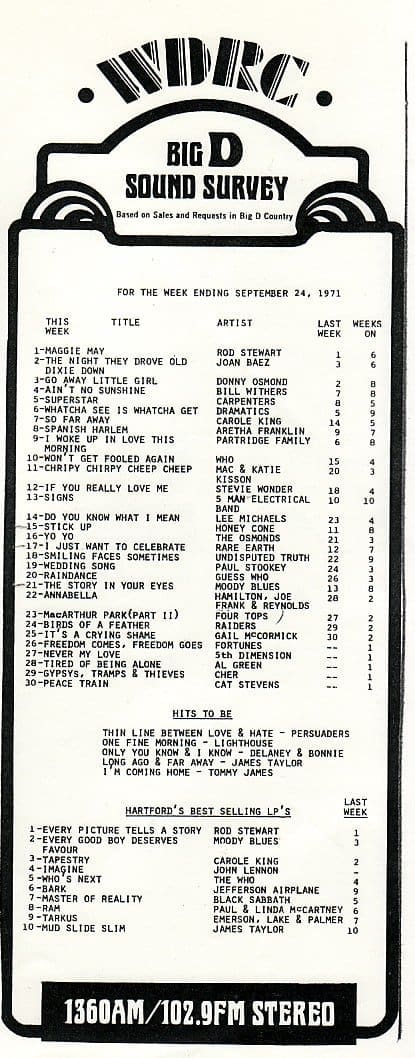 WDRC
BIG D
SOUND SURVEY
Based on Sales and Requests in Big D Country
FOR THE WEEK ENDING SEPTEMBER 24, 1971
THIS WEEK TITLE ARTIST LAST WEEK WEEKS ON
1-MAGGIE MAY ROD STEWART 1 6
2-THE NIGHT THEY DROVE OLD JOAN BAEZ 3 6
DIXIE DOWN
3-GO AWAY LITTLE GIRL DONNY OSMOND 2 8
4-AIN'T NO SUNSHINE BILL WITHERS 7 8
5-SUPERSTAR CARPENTERS 8 5
6-WHATCHA SEE IS WHATCHA GET DRAMATICS 5 9
7-SO FAR AWAY CAROLE KING 14 5
8-SPANISH HARLEM ARETHA FRANKLIN 9 7
9-I WOKE UP IN LOVE THIS PARTRIDGE FAMILY 6 8
MORNING
10-WON'T GET FOOLED AGAIN WHO 15 4
11-CHRIPY CHIRPY CHEEP CHEEP MAC & KATIE 20 3
KISSON
12-IF YOU REALLY LOVE ME STEVIE WONDER 18 4
13-SIGNS 5 MAN ELECTRICAL 10 10
BAND
14-DO YOU KNOW WHAT I MEAN LEE MICHAELS 23 4
15-STICK UP HONEY CONE 11 8
16-YO YO THE OSMONDS 21 3
17-I JUST WANT TO CELEBRATE RARE EARTH 12 7
18-SMILING FACES SOMETIMES UNDISPUTED TRUTH 22 9
19-WEDDING SONG PAUL STOOKEY 24 3
20-RAINDANCE GUESS WHO 26 3
21-THE STORY IN YOUR EYES MOODY BLUES 13 8
22-ANNABELLA HAMILTON, JOE 28 2
FRANK & REYNOLDS
23-MacARTHUR PARK(PART II) FOUR TOPS 27 2
24-BIRDS OF A FEATHER RAIDERS 29 2
25-IT'S A CRYING SHAME GAIL McCORMICK 30 2
26-FREEDOM COMES, FREEDOM GOES FORTUNES -- 1
27-NEVER MY LOVE 5th DIMENSION -- 1
28-TIRED OF BEING ALONE AL GREEN -- 1
29-GYPSYS, TRAMPS & THIEVES CHER -- 1
30-PEACE TRAIN CAT STEVENS -- 1
HITS TO BE
THIN LINE BETWEEN LOVE & HATE - PERSUADERS
ONE FINE MORNING - LIGHTHOUSE
ONLY YOU KNOW & I KNOW - DELANEY & BONNIE
LONG AGO & FAR AWAY - JAMES TAYLOR
I'M COMING HOME - TOMMY JAMES
HARTFORD'S BEST SELLING LP'S LAST WEEK
1-EVERY PICTURE TELLS A STORY ROD STEWART 1
2-EVERY GOOD BOY DESERVES MOODY BLUES 3
FAVOUR
3-TAPESTRY CAROLE KING 2
4-IMAGINE JOHN LENNON -
5-WHO'S NEXT THE WHO 4
6-BARK JEFFERSON AIRPLANE 9
7-MASTER OF REALITY BLACK SABBATH 5
8-RAM PAUL & LINDA McCARTNEY 6
9-TARKUS EMERSON, LAKE & PALMER 7
10-MUD SLIDE SLIM JAMES TAYLOR 10
1360AM/102.9FM STEREO